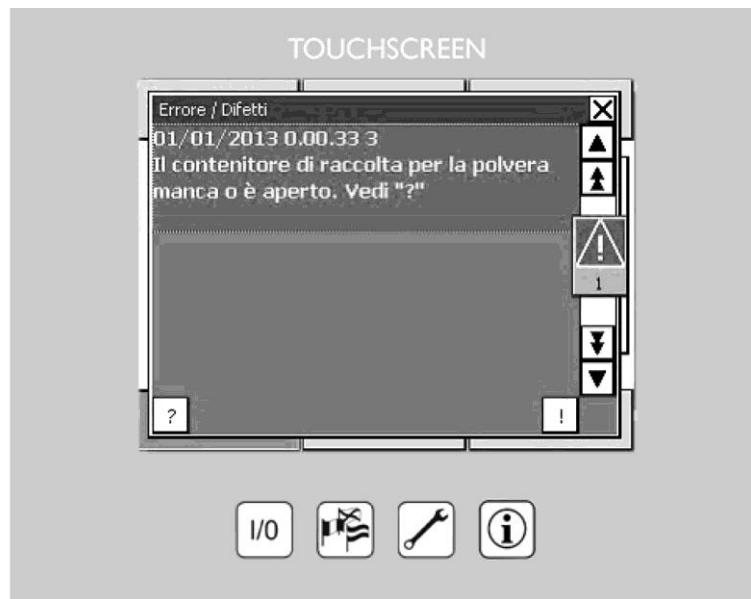 TOUCHSCREEN
Errore / Difetti
01/01/2013 0.00.33 3
Il contenitore di raccolta per la polvera
manca o è aperto. Vedi "?"
1
?
!
I/0